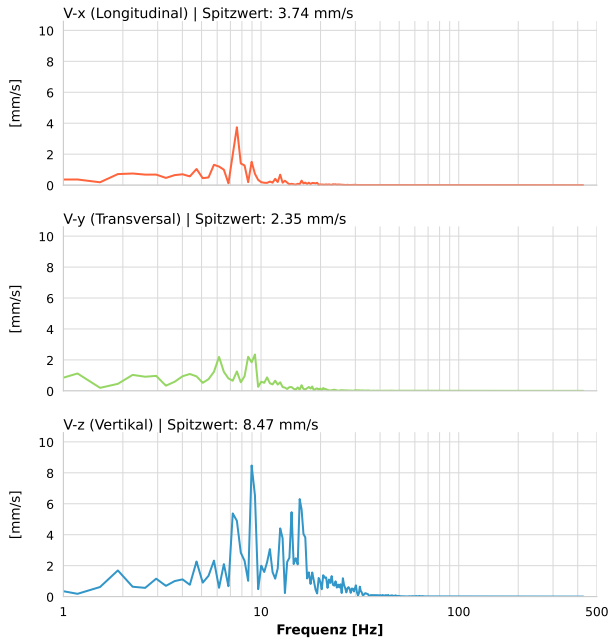 V-x (Longitudinal) | Spitzwert: 3.74 mm/s
10
8
6
4
2
0
[mm/s]
V-y (Transversal) | Spitzwert: 2.35 mm/s
10
8
6
4
2
0
[mm/s]
V-z (Vertikal) | Spitzwert: 8.47 mm/s
10
8
6
4
2
0
[mm/s]
1 10 100 500
Frequenz [Hz]